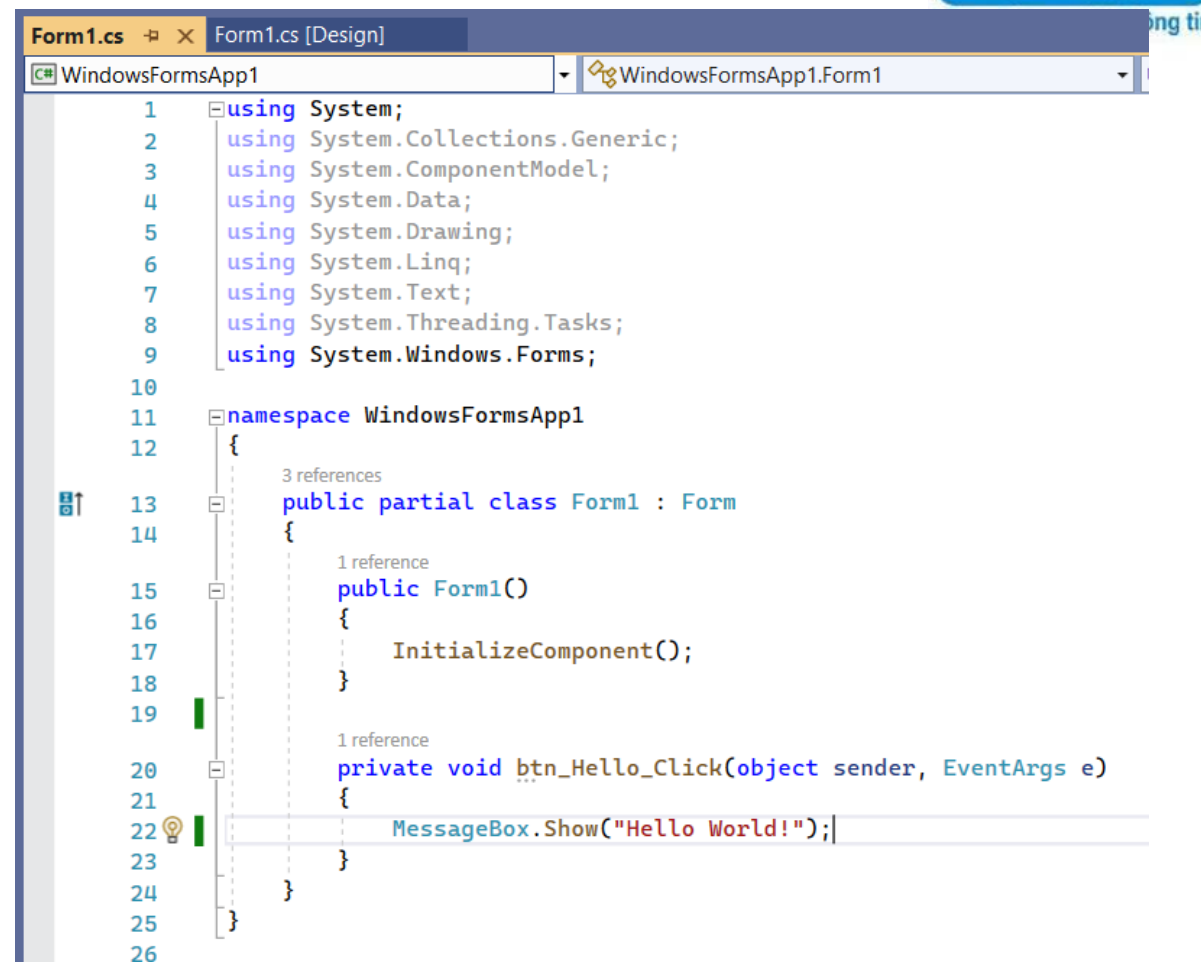 ông ti
Form1.cs Form1.cs [Design]
C# WindowsFormsApp1 WindowsFormsApp1.Form1
1 using System;
2 using System.Collections.Generic;
3 using System.ComponentModel;
4 using System.Data;
5 using System.Drawing;
6 using System.Linq;
7 using System.Text;
8 using System.Threading.Tasks;
9 using System.Windows.Forms;
10
11 namespace WindowsFormsApp1
12 {
3 references
13 public partial class Form1 : Form
14 {
1 reference
15 public Form1()
16 {
17 InitializeComponent();
18 }
19
1 reference
20 private void btn_Hello_Click(object sender, EventArgs e)
21 {
22 MessageBox.Show("Hello World!");
23 }
24 }
25 }
26